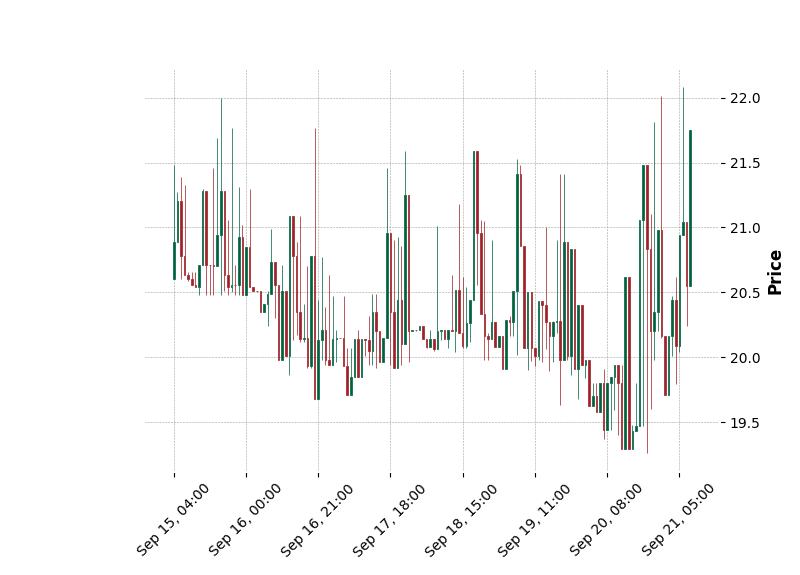 22.0
21.5
21.0
20.5
20.0
19.5
Price
Sep 15, 04:00
Sep 16, 00:00
Sep 16, 21:00
Sep 17, 18:00
Sep 18, 15:00
Sep 19, 11:00
Sep 20, 08:00
Sep 21, 05:00